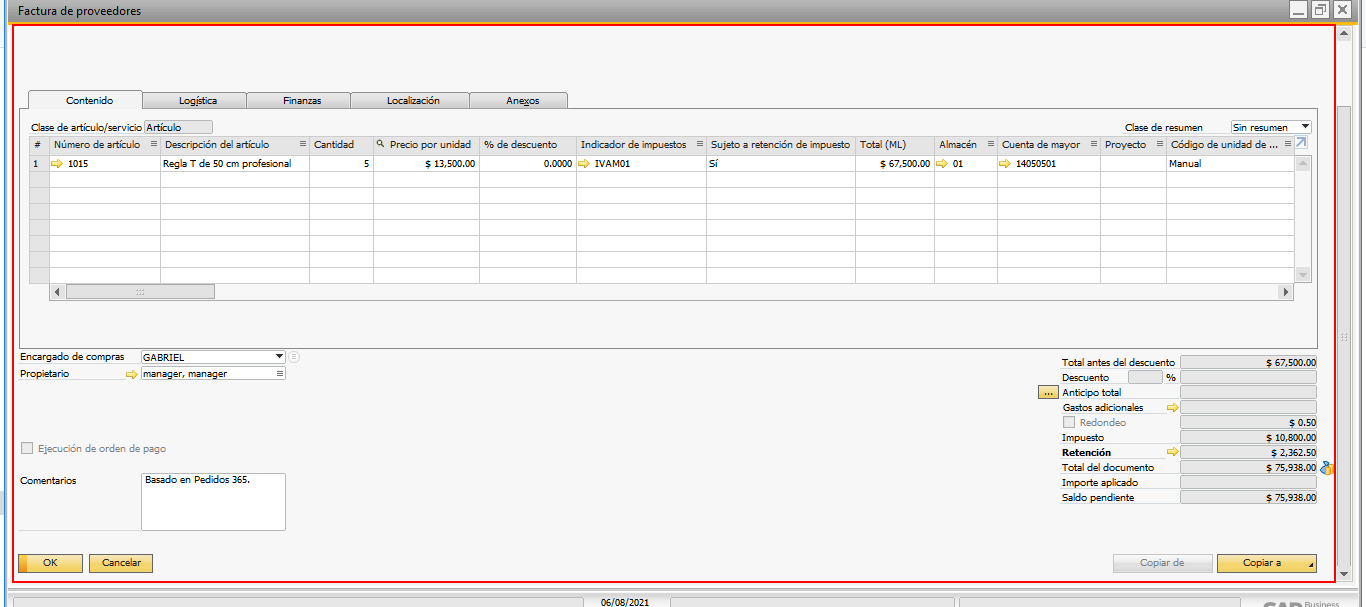 Factura de proveedores
Contenido Logística Finanzas Localización Anexos
Clase de artículo/servicio Artículo Clase de resumen Sin resumen
# Número de artículo Descripción del artículo Cantidad Precio por unidad % de descuento Indicador de impuestos Sujeto a retención de impuesto Total (ML) Almacén Cuenta de mayor Proyecto Código de unidad de ...
1 1015 Regla T de 50 cm profesional 5 $ 13,500.00 0.0000 IVAM01 Sí $ 67,500.00 01 14050501 Manual
Encargado de compras GABRIEL
Propietario manager, manager
Total antes del descuento $ 67,500.00
Descuento %
... Anticipo total
Gastos adicionales
Redondeo $ 0.50
Impuesto $ 10,800.00
Ejecución de orden de pago
Retención $ 2,362.50
Total del documento $ 75,938.00
Comentarios Basado en Pedidos 365.
Importe aplicado
Saldo pendiente $ 75,938.00
OK Cancelar Copiar de Copiar a
06/08/2021
Business